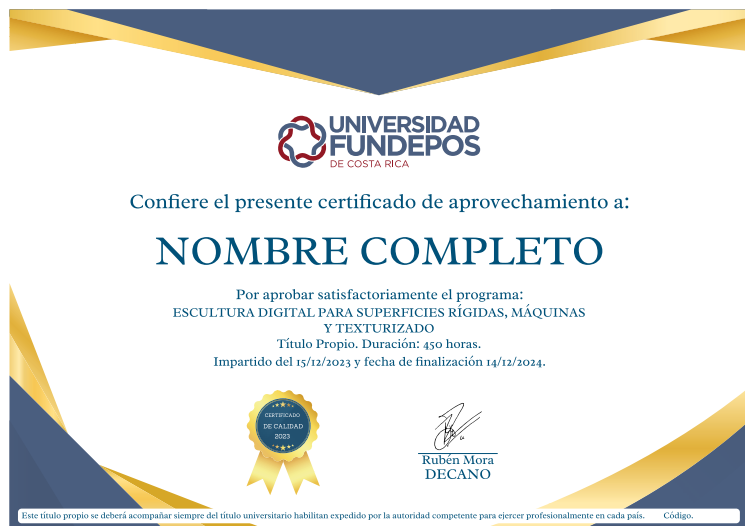 UNIVERSIDAD
FUNDEPOS
DE COSTA RICA
Confiere el presente certificado de aprovechamiento a:
NOMBRE COMPLETO
Por aprobar satisfactoriamente el programa:
ESCULTURA DIGITAL PARA SUPERFICIES RÍGIDAS, MÁQUINAS
Y TEXTURIZADO
Título Propio. Duración: 450 horas.
Impartido del 15/12/2023 y fecha de finalización 14/12/2024.
CERTIFICADO
DE CALIDAD
2023
Rubén Mora
DECANO
Este título propio se deberá acompañar siempre del título universitario habilitan expedido por la autoridad competente para ejercer profesionalmente en cada país. Código.